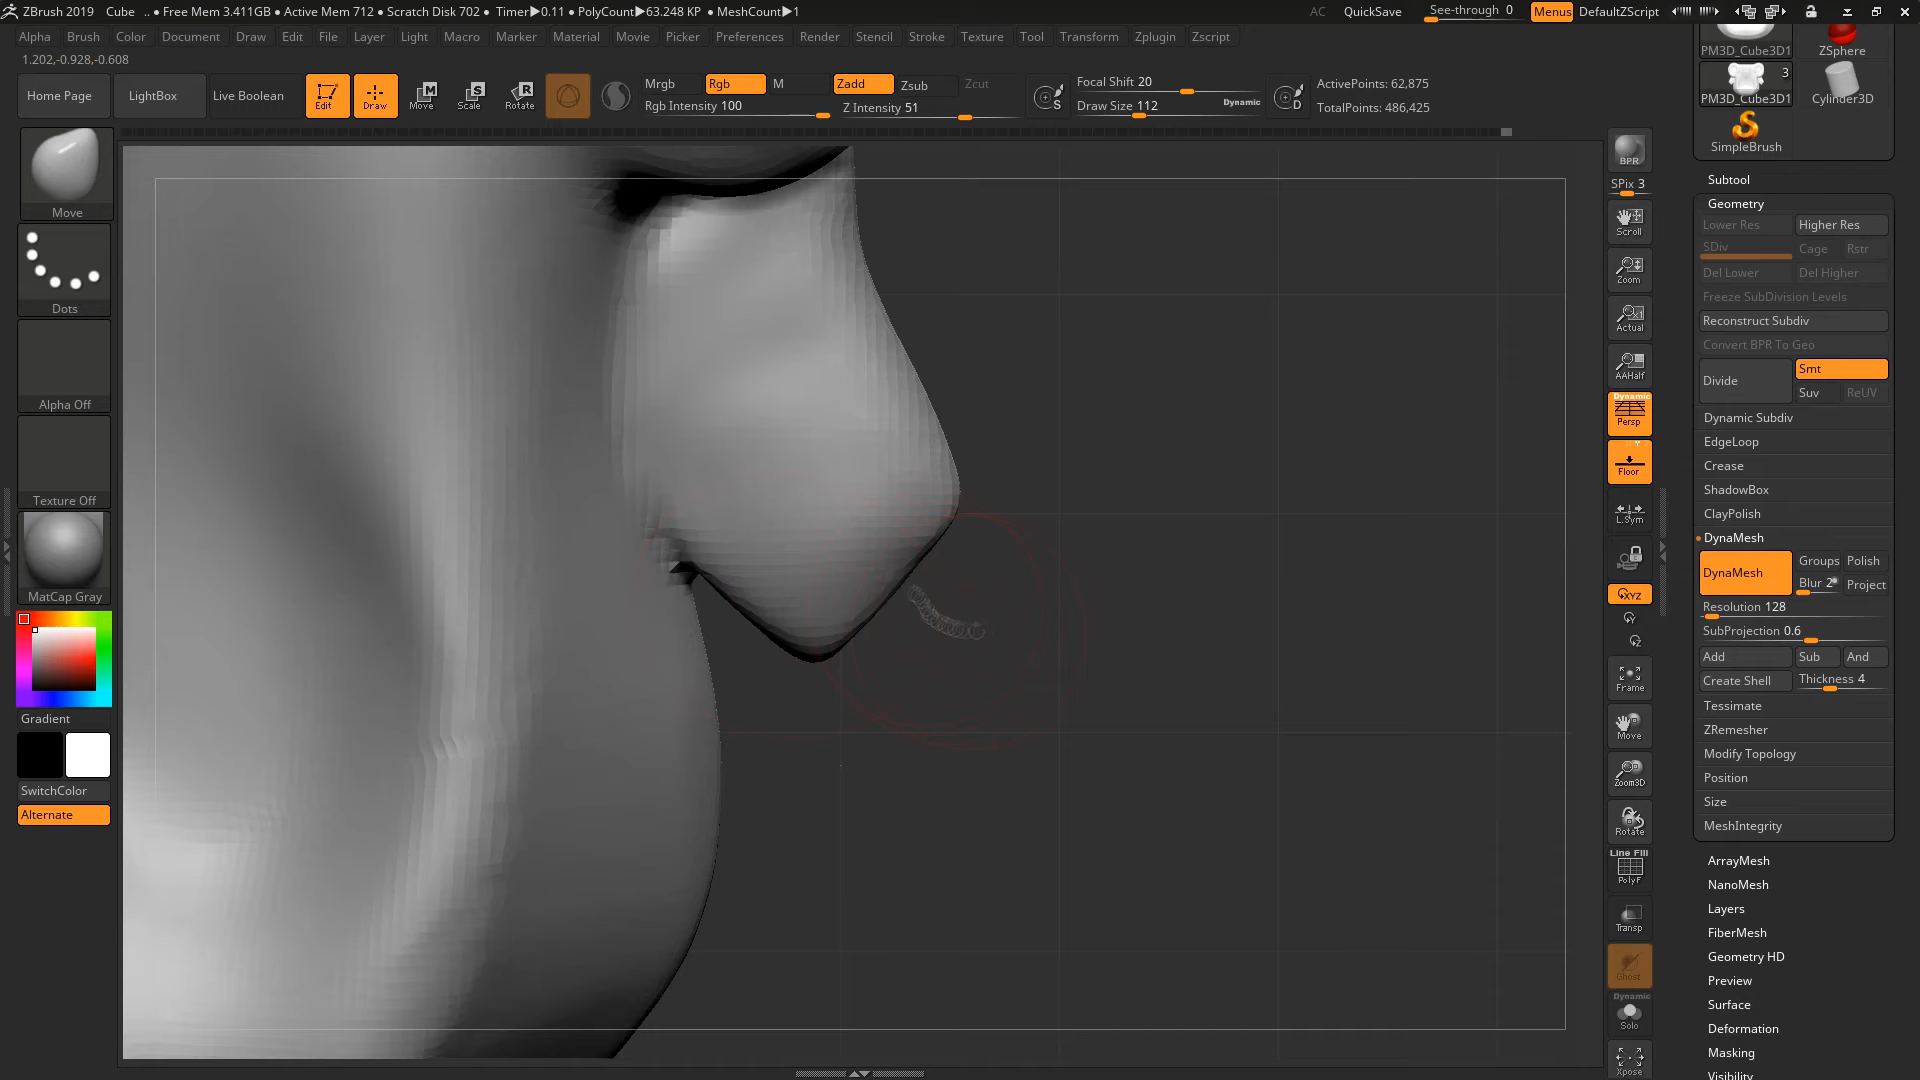 ZBrush 2019 Cube .. • Free Mem 3.411GB • Active Mem 712 • Scratch Disk 702 • Timer▶0.11 • PolyCount▶63.248 KP • MeshCount▶1 AC QuickSave See-through 0 Menus DefaultZScript
Alpha Brush Color Document Draw Edit File Layer Light Macro Marker Material Movie Picker Preferences Render Stencil Stroke Texture Tool Transform Zplugin Zscript
1.202,-0.928,-0.608
Home Page LightBox Live Boolean Edit Draw Move Scale Rotate
Mrgb Rgb M Zadd Zsub Zcut
Rgb Intensity 100 Z Intensity 51
Focal Shift 20
Draw Size 112 Dynamic
ActivePoints: 62,875
TotalPoints: 486,425
Move
Dots
Alpha Off
Texture Off
MatCap Gray
Gradient
SwitchColor
Alternate
BPR
SPix 3
Scroll
Zoom
Actual
AAHalf
Dynamic
Persp
Floor
L.Sym
XYZ
Frame
Move
Zoom3D
Rotate
Line Fill
PolyF
Transp
Ghost
Dynamic
Solo
Xpose
PM3D_Cube3D1 ZSphere
3
PM3D_Cube3D1 Cylinder3D
SimpleBrush
Subtool
Geometry
Lower Res Higher Res
SDiv Cage Rstr
Del Lower Del Higher
Freeze SubDivision Levels
Reconstruct Subdiv
Convert BPR To Geo
Divide Smt
Suv ReUV
Dynamic Subdiv
EdgeLoop
Crease
ShadowBox
ClayPolish
DynaMesh
DynaMesh Groups Polish
Blur 2 Project
Resolution 128
SubProjection 0.6
Add Sub And
Create Shell Thickness 4
Tessimate
ZRemesher
Modify Topology
Position
Size
MeshIntegrity
ArrayMesh
NanoMesh
Layers
FiberMesh
Geometry HD
Preview
Surface
Deformation
Masking
Visibility